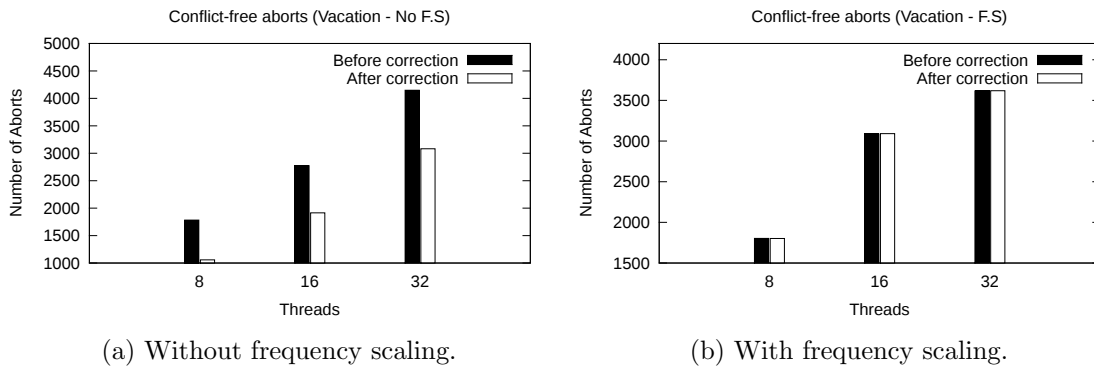 Conflict-free aborts (Vacation - No F.S)
Number of Aborts
5000
4500
4000
3500
3000
2500
2000
1500
1000
Before correction
After correction
8 16 32
Threads
(a) Without frequency scaling.
Conflict-free aborts (Vacation - F.S)
Number of Aborts
4000
3500
3000
2500
2000
1500
Before correction
After correction
8 16 32
Threads
(b) With frequency scaling.